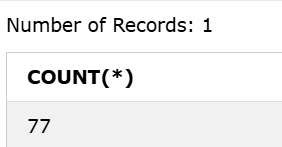 Number of Records: 1
COUNT(*)
77